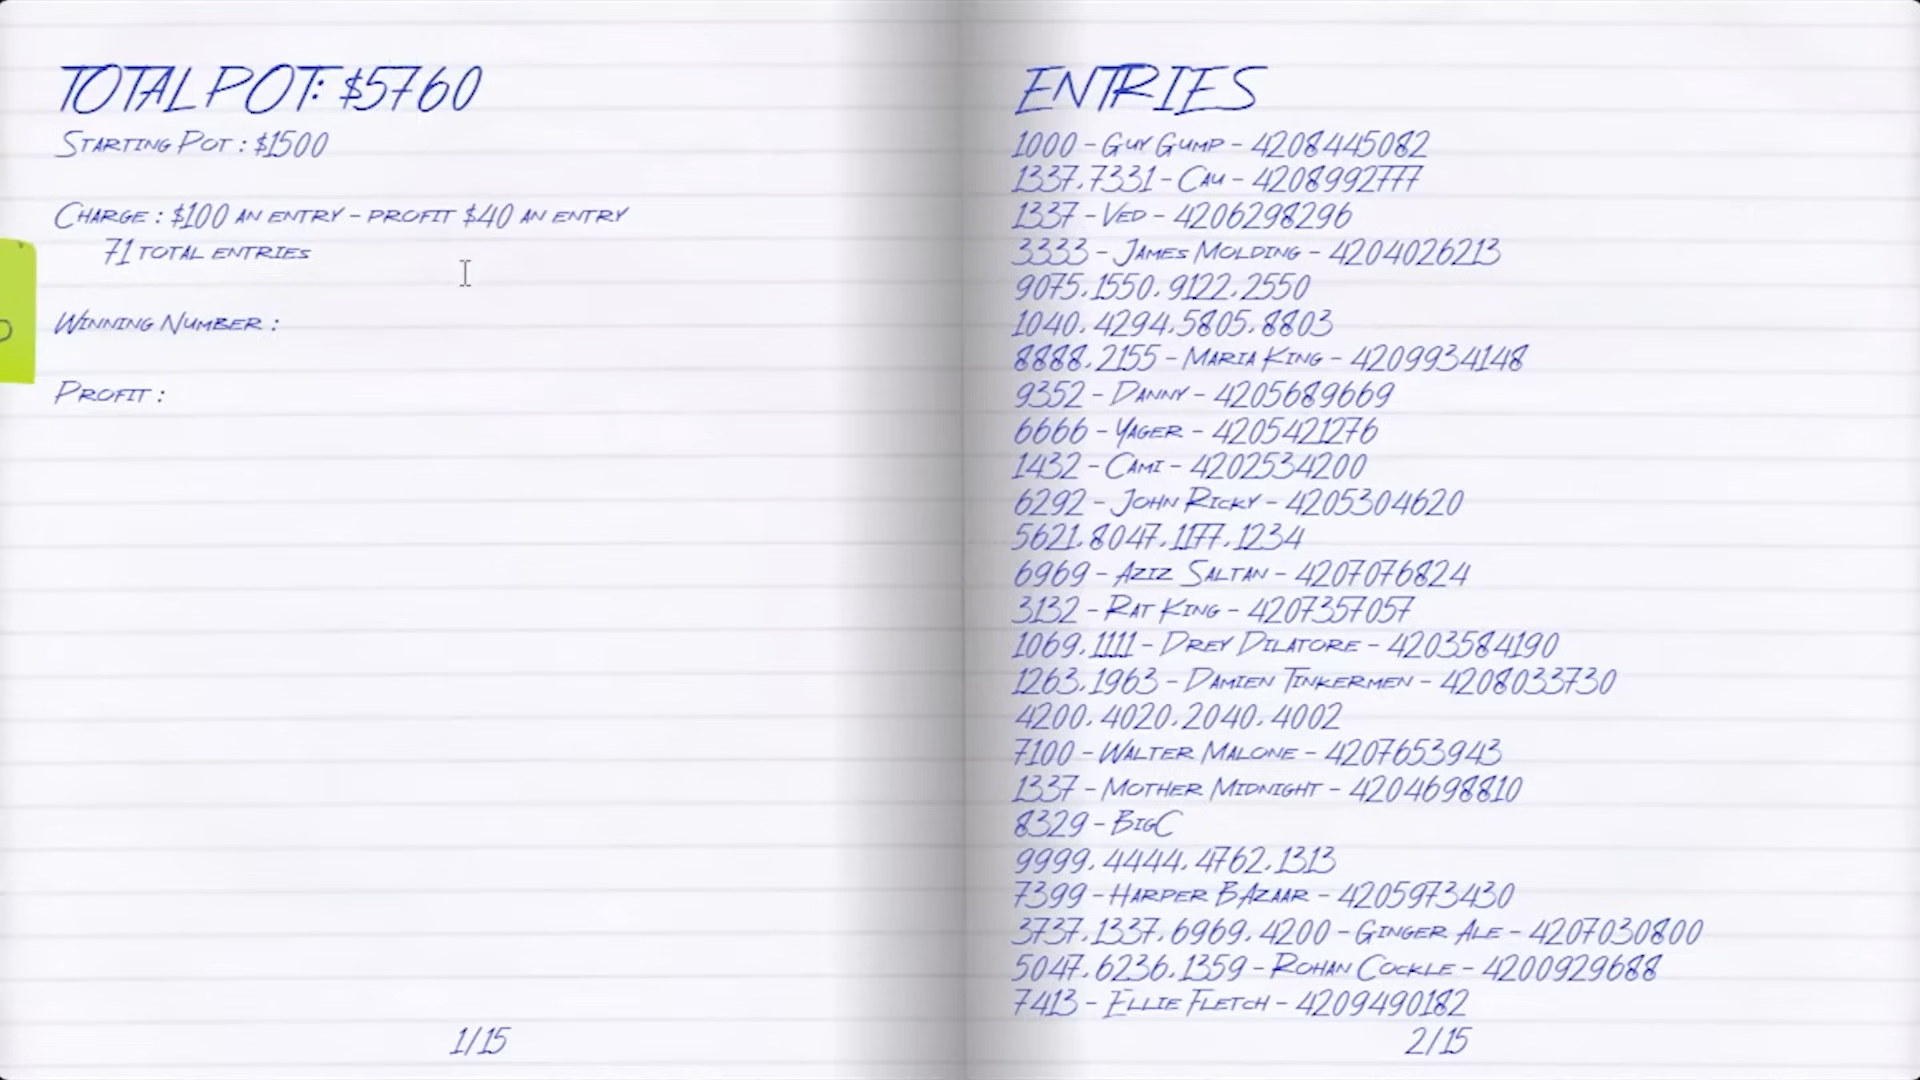 TOTAL POT: $5760
STARTING POT : $1500
CHARGE : $100 AN ENTRY - PROFIT $40 AN ENTRY
71 TOTAL ENTRIES
WINNING NUMBER :
PROFIT :
1/15
ENTRIES
1000 - GUY GUMP - 4208445082
1337, 7331 - CAU - 4208992777
1337 - VED - 4206298296
3333 - JAMES MOLDING - 4204026213
9075, 1550, 9122, 2550
1040, 4294, 5805, 8803
8888, 2155 - MARIA KING - 4209934148
9352 - DANNY - 4205689669
6666 - YAGER - 4205421276
1432 - CAMI - 4202534200
6292 - JOHN RICKY - 4205304620
5621, 8047, 1177, 1234
6969 - AZIZ SALTAN - 4207076824
3132 - RAT KING - 4207357057
1069, 1111 - DREY DILATORE - 4203584190
1263, 1963 - DAMIEN TINKERMEN - 4208033730
4200, 4020, 2040, 4002
7100 - WALTER MALONE - 4207653943
1337 - MOTHER MIDNIGHT - 4204698810
8329 - BIGC
9999, 4444, 4762, 1313
7399 - HARPER BAZAAR - 4205973430
3737, 1337, 6969, 4200 - GINGER ALE - 4207030800
5047, 6236, 1359 - ROHAN COCKLE - 4200929688
7413 - ELLIE FLETCH - 4209490182
2/15